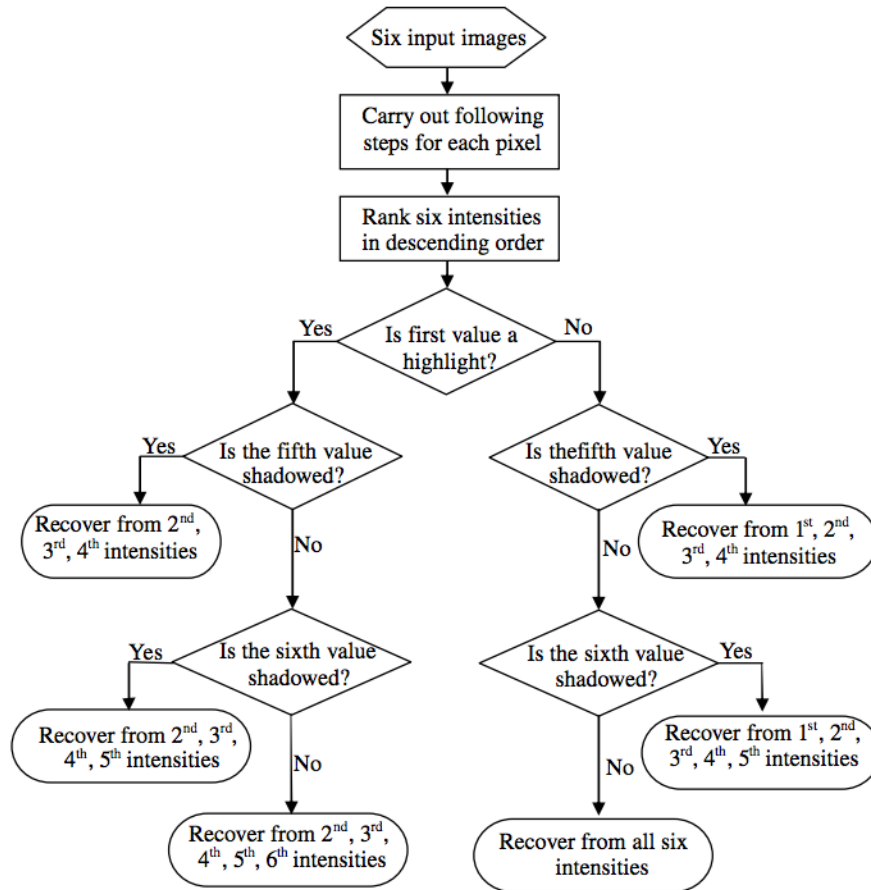 Six input images
Carry out following
steps for each pixel
Rank six intensities
in descending order
Is first value a
highlight?
Yes
No
Is the fifth value
shadowed?
Yes
No
Is thefifth value
shadowed?
Yes
No
Recover from 2nd,
3rd, 4th intensities
Recover from 1st, 2nd,
3rd, 4th intensities
Is the sixth value
shadowed?
Yes
No
Is the sixth value
shadowed?
Yes
No
Recover from 2nd, 3rd,
4th, 5th intensities
Recover from 1st, 2nd,
3rd, 4th, 5th intensities
Recover from 2nd, 3rd,
4th, 5th, 6th intensities
Recover from all six
intensities